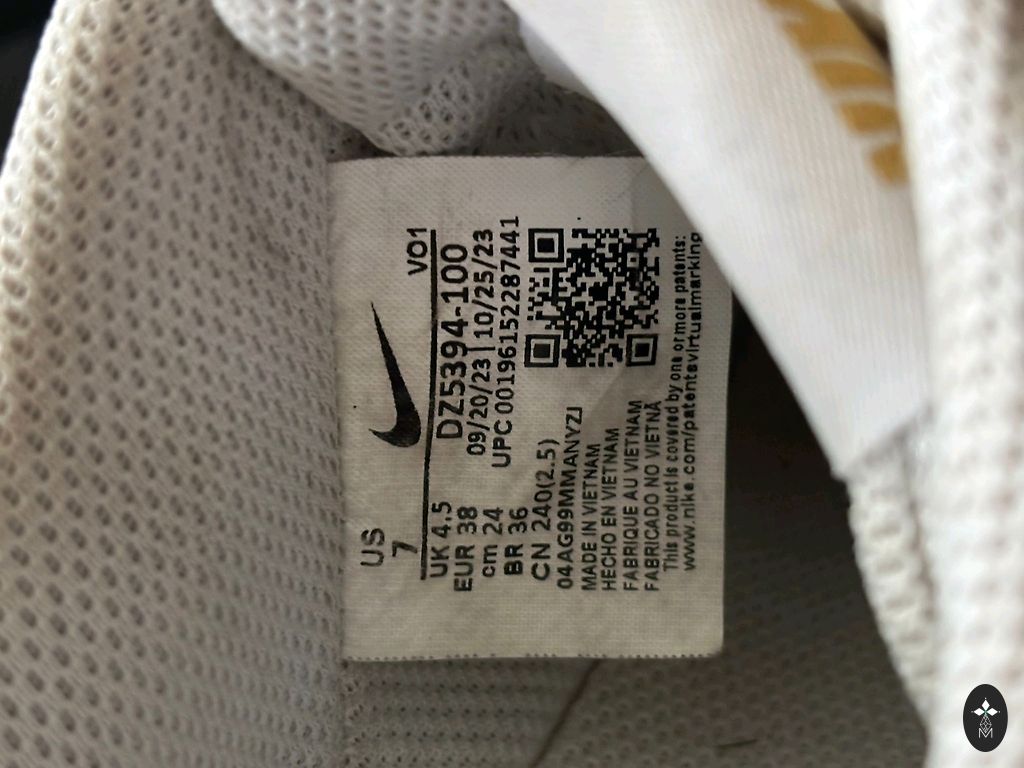 US
7
VO1
UK 4.5
EUR 38
cm 24
BR 36
CN 240(2.5)
DZ5394-100
09/20/23 | 10/25/23
UPC 00196152287441
04AG99MMANYZJ
MADE IN VIETNAM
HECHO EN VIETNAM
FABRIQUE AU VIETNAM
FABRICADO NO VIETNÃ
This product is covered by one or more patents:
www.nike.com/patentsvirtualmarking
M